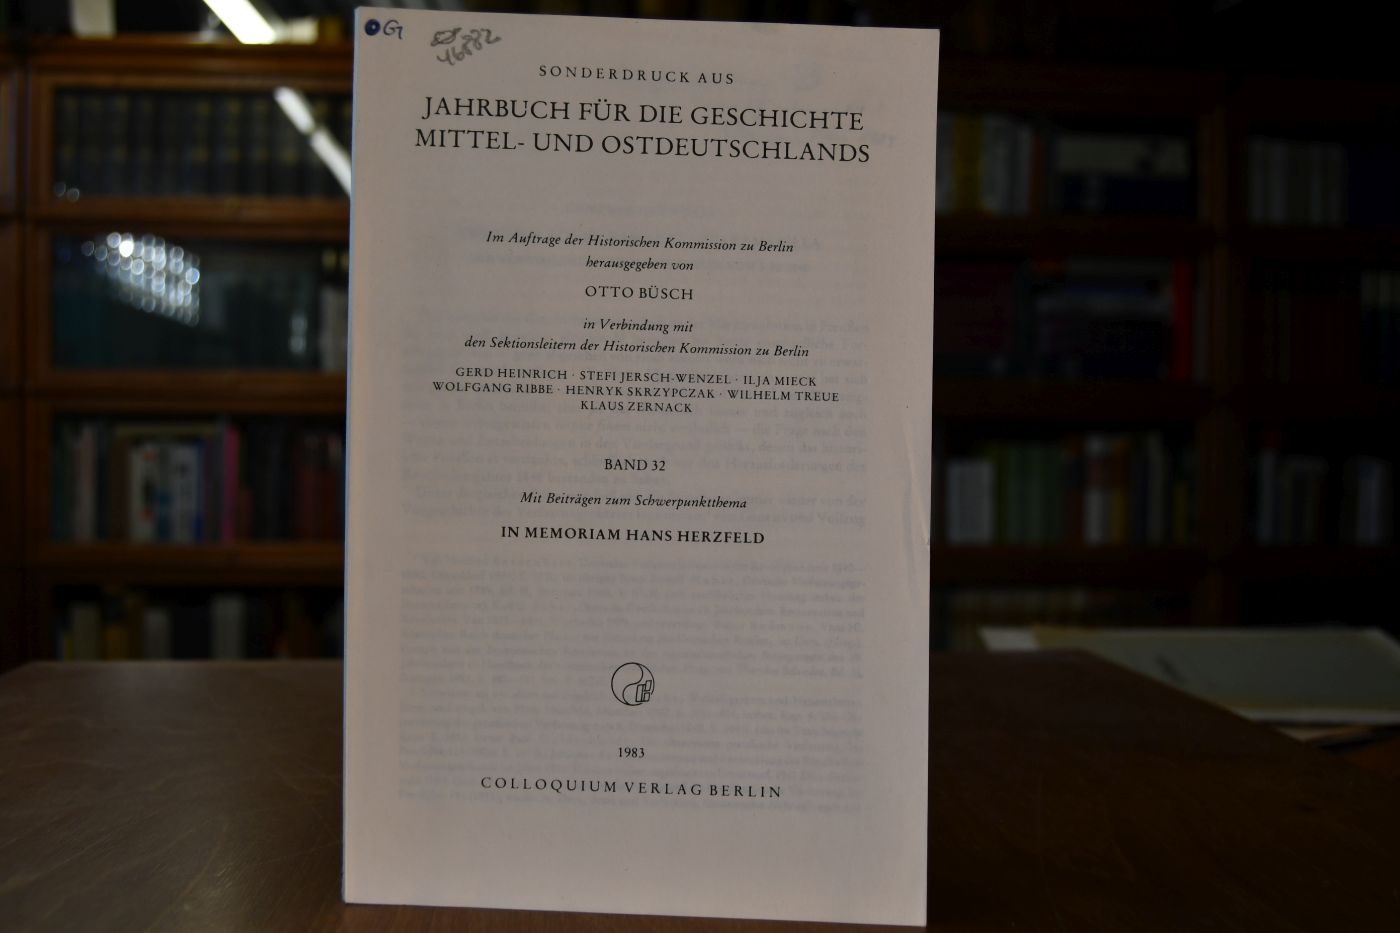 G
46882
SONDERDRUCK AUS
JAHRBUCH FÜR DIE GESCHICHTE
MITTEL- UND OSTDEUTSCHLANDS
Im Auftrage der Historischen Kommission zu Berlin
herausgegeben von
OTTO BÜSCH
in Verbindung mit
den Sektionsleitern der Historischen Kommission zu Berlin
GERD HEINRICH · STEFI JERSCH-WENZEL · ILJA MIECK
WOLFGANG RIBBE · HENRYK SKRZYPCZAK · WILHELM TREUE
KLAUS ZERNACK
BAND 32
Mit Beiträgen zum Schwerpunktthema
IN MEMORIAM HANS HERZFELD
1983
COLLOQUIUM VERLAG BERLIN